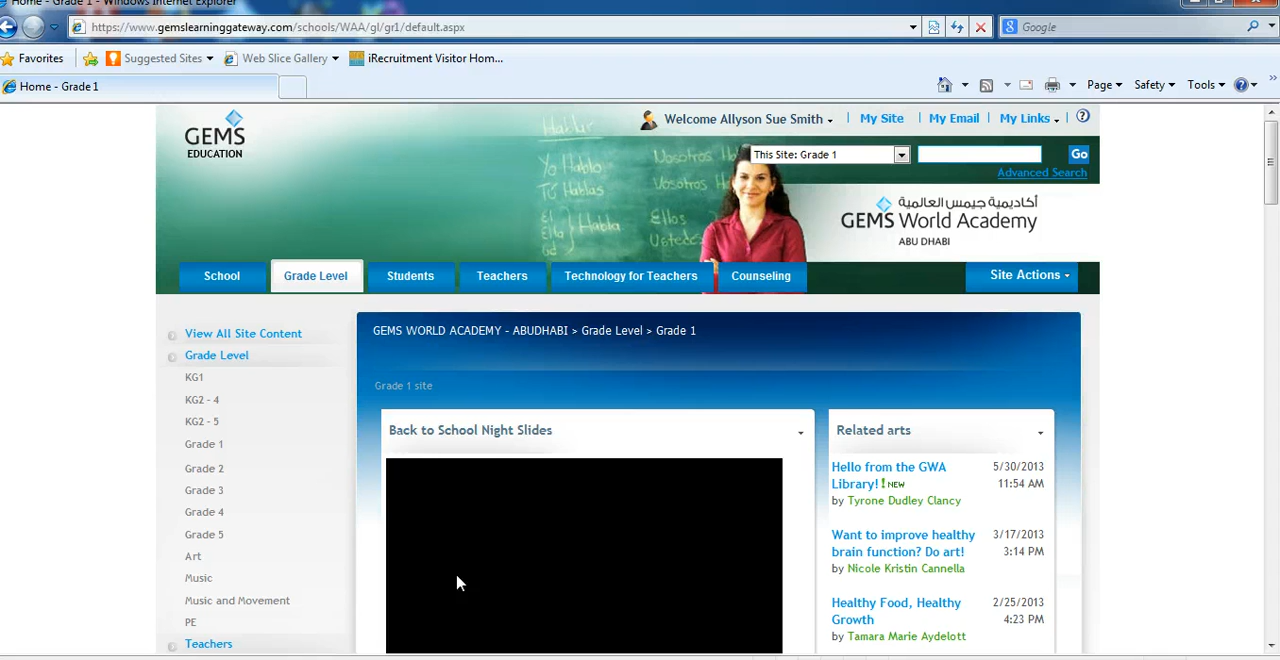 Home - Grade 1 - Windows Internet Explorer
https://www.gemslearninggateway.com/schools/WAA/gl/gr1/default.aspx
Google
Favorites
Suggested Sites
Web Slice Gallery
iRecruitment Visitor Hom...
Home - Grade 1
Page
Safety
Tools
GEMS
EDUCATION
Welcome Allyson Sue Smith
My Site
My Email
My Links
This Site: Grade 1
Go
Advanced Search
Hablar
Yo Hablo
Tú Hablas
Habla
Nosotros
Vosotros
Ellos
أكاديمية جيمس العالمية
GEMS World Academy
ABU DHABI
School
Grade Level
Students
Teachers
Technology for Teachers
Counseling
Site Actions
View All Site Content
Grade Level
KG1
KG2 - 4
KG2 - 5
Grade 1
Grade 2
Grade 3
Grade 4
Grade 5
Art
Music
Music and Movement
PE
Teachers
GEMS WORLD ACADEMY - ABUDHABI > Grade Level > Grade 1
Grade 1 site
Back to School Night Slides
Related arts
Hello from the GWA 5/30/2013
Library! ! NEW 11:54 AM
by Tyrone Dudley Clancy
Want to improve healthy 3/17/2013
brain function? Do art! 3:14 PM
by Nicole Kristin Cannella
Healthy Food, Healthy 2/25/2013
Growth 4:23 PM
by Tamara Marie Aydelott